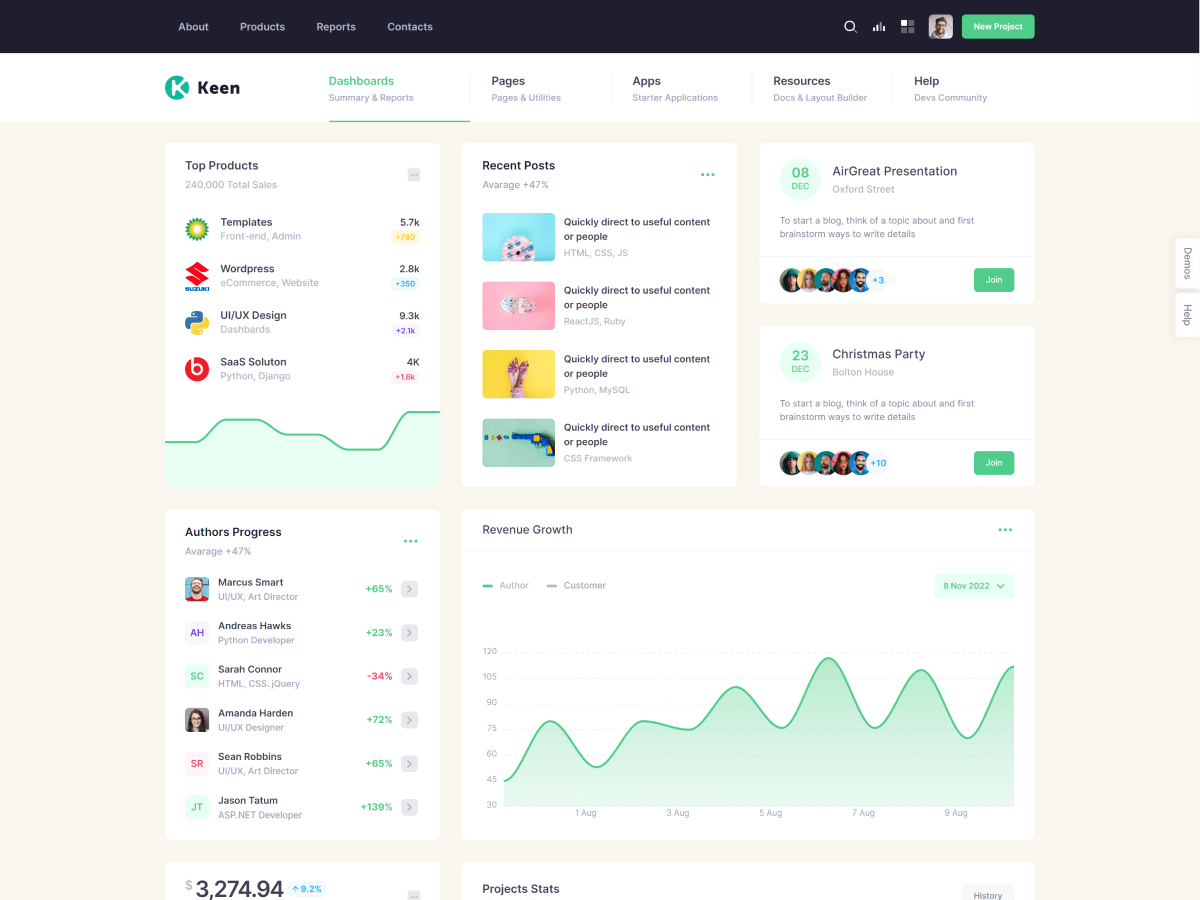 About Products Reports Contacts New Project
Keen
Dashboards
Summary & Reports
Pages
Pages & Utilities
Apps
Starter Applications
Resources
Docs & Layout Builder
Help
Devs Community
Top Products
240,000 Total Sales
Templates 5.7k
Front-end, Admin +780
Wordpress 2.8k
eCommerce, Website +350
SUZUKI
UI/UX Design 9.3k
Dashbards +2.1k
SaaS Soluton 4K
Python, Django +1.6k
Recent Posts
Avarage +47%
Quickly direct to useful content
or people
HTML, CSS, JS
Quickly direct to useful content
or people
ReactJS, Ruby
Quickly direct to useful content
or people
Python, MySQL
Quickly direct to useful content
or people
CSS Framework
08
DEC
AirGreat Presentation
Oxford Street
To start a blog, think of a topic about and first
brainstorm ways to write details
+3 Join
23
DEC
Christmas Party
Bolton House
To start a blog, think of a topic about and first
brainstorm ways to write details
+10 Join
Demos
Help
Authors Progress
Avarage +47%
Marcus Smart
UI/UX, Art Director
+65%
AH
Andreas Hawks
Python Developer
+23%
SC
Sarah Connor
HTML, CSS. jQuery
-34%
Amanda Harden
UI/UX Designer
+72%
SR
Sean Robbins
UI/UX, Art Director
+65%
JT
Jason Tatum
ASP.NET Developer
+139%
Revenue Growth
Author Customer 8 Nov 2022
120
105
90
75
60
45
30
1 Aug 3 Aug 5 Aug 7 Aug 9 Aug
$ 3,274.94 9.2%
Projects Stats
History